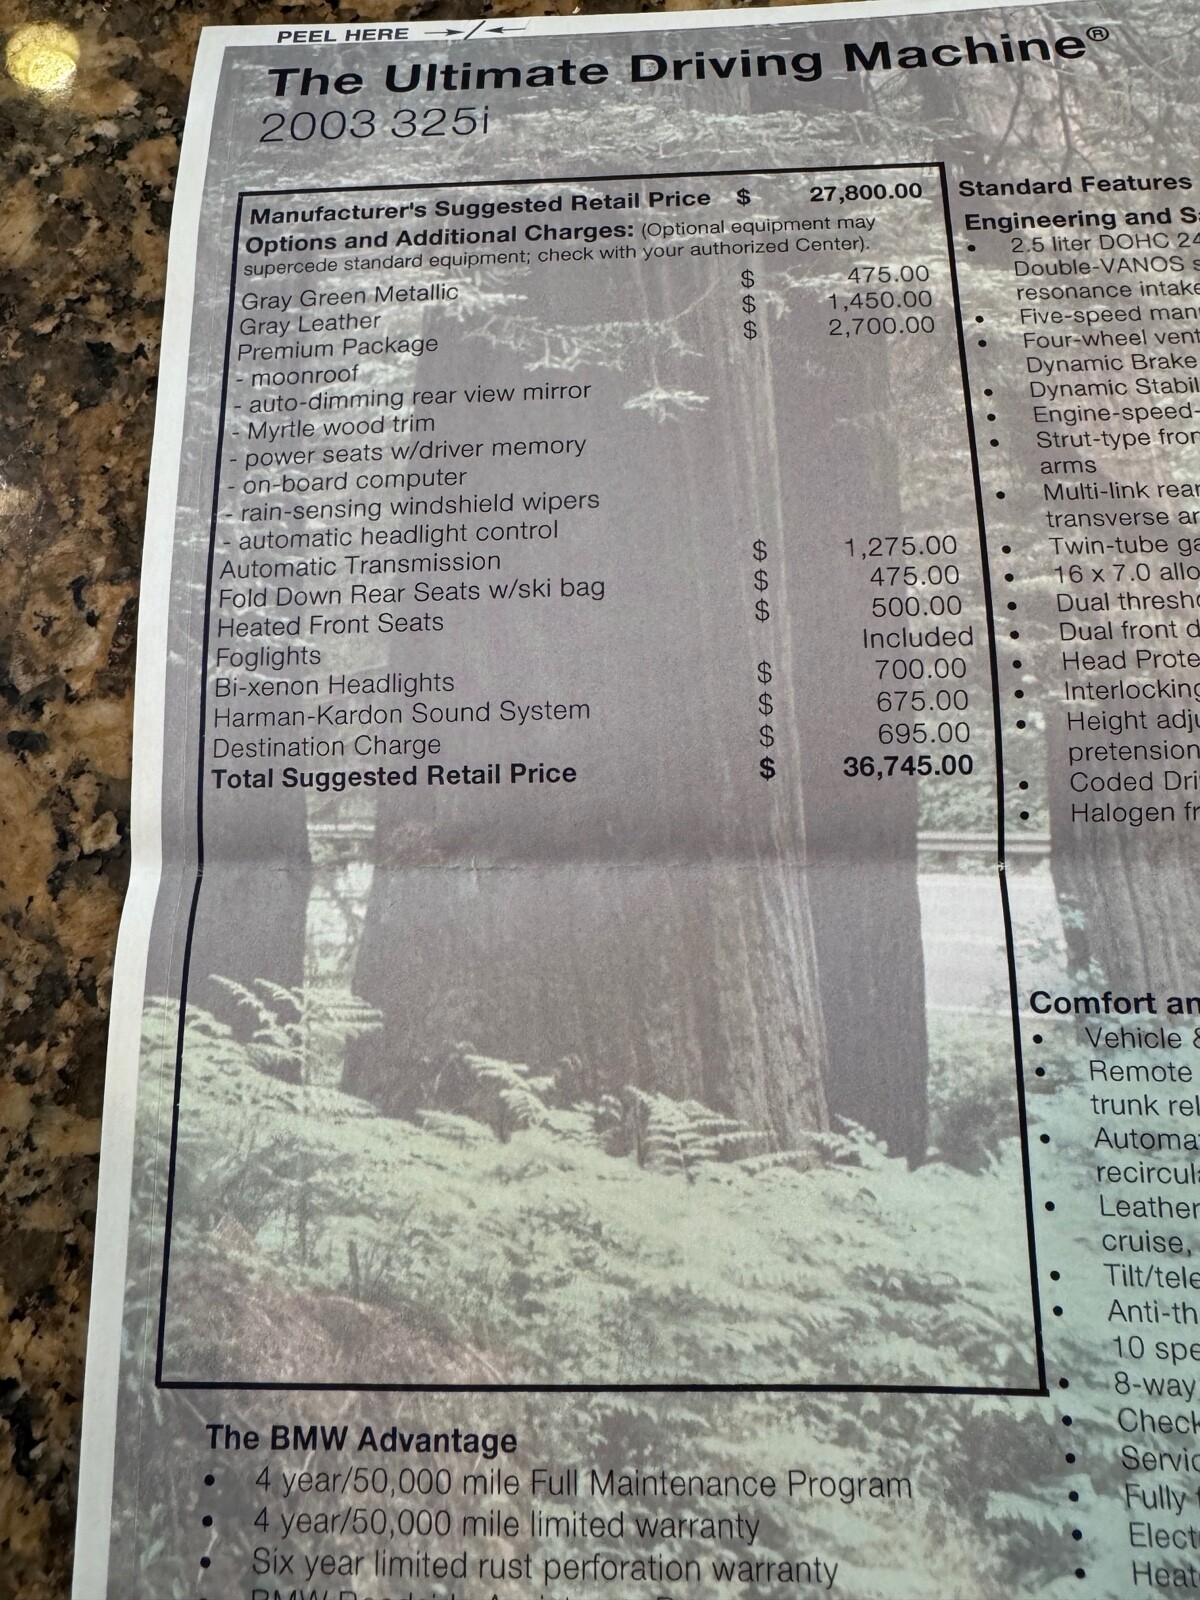 PEEL HERE
The Ultimate Driving Machine®
2003 325i
Manufacturer's Suggested Retail Price $ 27,800.00
Options and Additional Charges: (Optional equipment may
supercede standard equipment; check with your authorized Center).
Gray Green Metallic $ 475.00
Gray Leather $ 1,450.00
Premium Package $ 2,700.00
- moonroof
- auto-dimming rear view mirror
- Myrtle wood trim
- power seats w/driver memory
- on-board computer
- rain-sensing windshield wipers
- automatic headlight control
Automatic Transmission $ 1,275.00
Fold Down Rear Seats w/ski bag $ 475.00
Heated Front Seats $ 500.00
Foglights Included
Bi-xenon Headlights $ 700.00
Harman-Kardon Sound System $ 675.00
Destination Charge $ 695.00
Total Suggested Retail Price $ 36,745.00
The BMW Advantage
• 4 year/50,000 mile Full Maintenance Program
• 4 year/50,000 mile limited warranty
• Six year limited rust perforation warranty
Standard Features
Engineering and
• 2.5 liter DOHC 24
Double-VANOS
resonance intake
• Five-speed
• Four-wheel
Dynamic Brake
• Dynamic
• Engine-speed-
• Strut-type
arms
• Multi-link
transverse
• Twin-tube
• 16 x 7.0
• Dual
• Dual front
• Head
• Interlocking
• Height
• Coded
• Halogen
Comfort
• Vehicle &
• Remote
trunk
•
• Leather
cruise,
•
•
10
• 8-way
• Check
•
• Fully
•
•